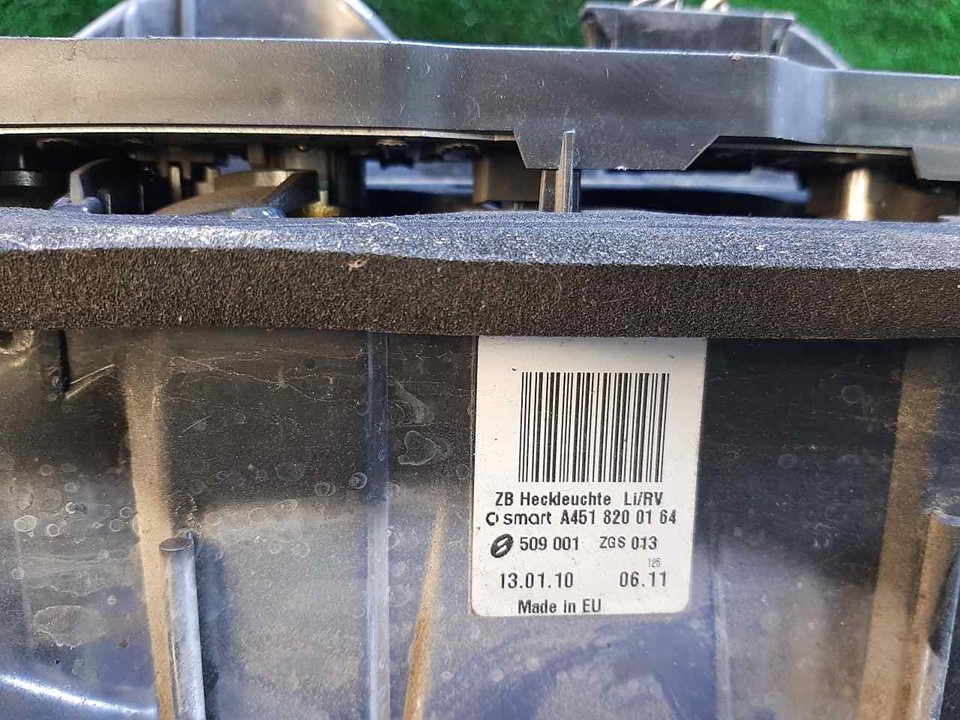 ZB Heckleuchte Li/RV
smart A451 820 01 64
509 001 ZGS 013
125
13.01.10 06.11
Made in EU